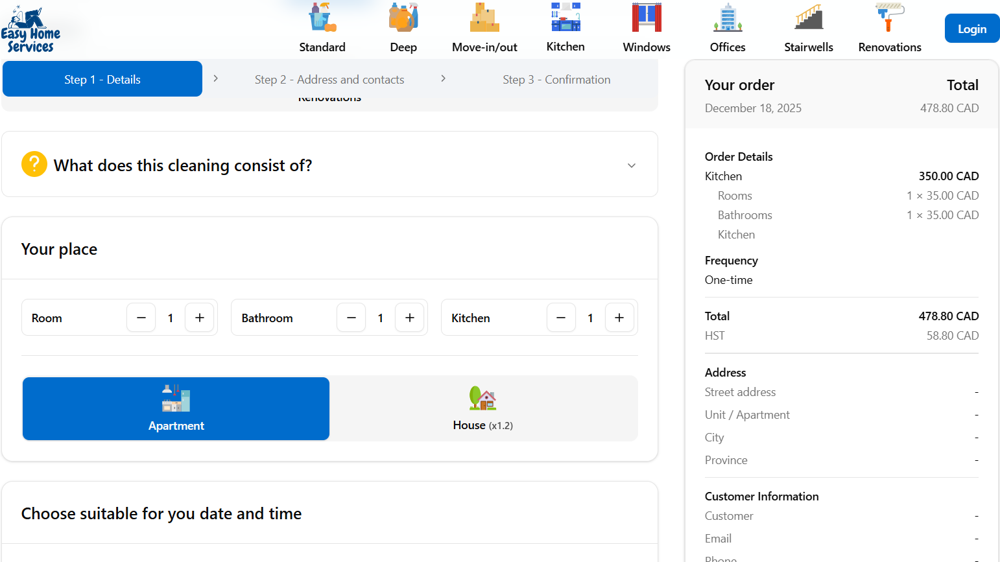 Easy Home
Services
Standard
Deep
Move-in/out
Kitchen
Windows
Offices
Stairwells
Renovations
Login
Step 1 - Details
Step 2 - Address and contacts
Step 3 - Confirmation
Renovations
What does this cleaning consist of?
Your place
Room
1
Bathroom
1
Kitchen
1
Apartment
House (x1.2)
Choose suitable for you date and time
Your order Total
December 18, 2025 478.80 CAD
Order Details
Kitchen 350.00 CAD
Rooms 1 × 35.00 CAD
Bathrooms 1 × 35.00 CAD
Kitchen
Frequency
One-time
Total 478.80 CAD
HST 58.80 CAD
Address
Street address -
Unit / Apartment -
City -
Province -
Customer Information
Customer -
Email -
Phone -